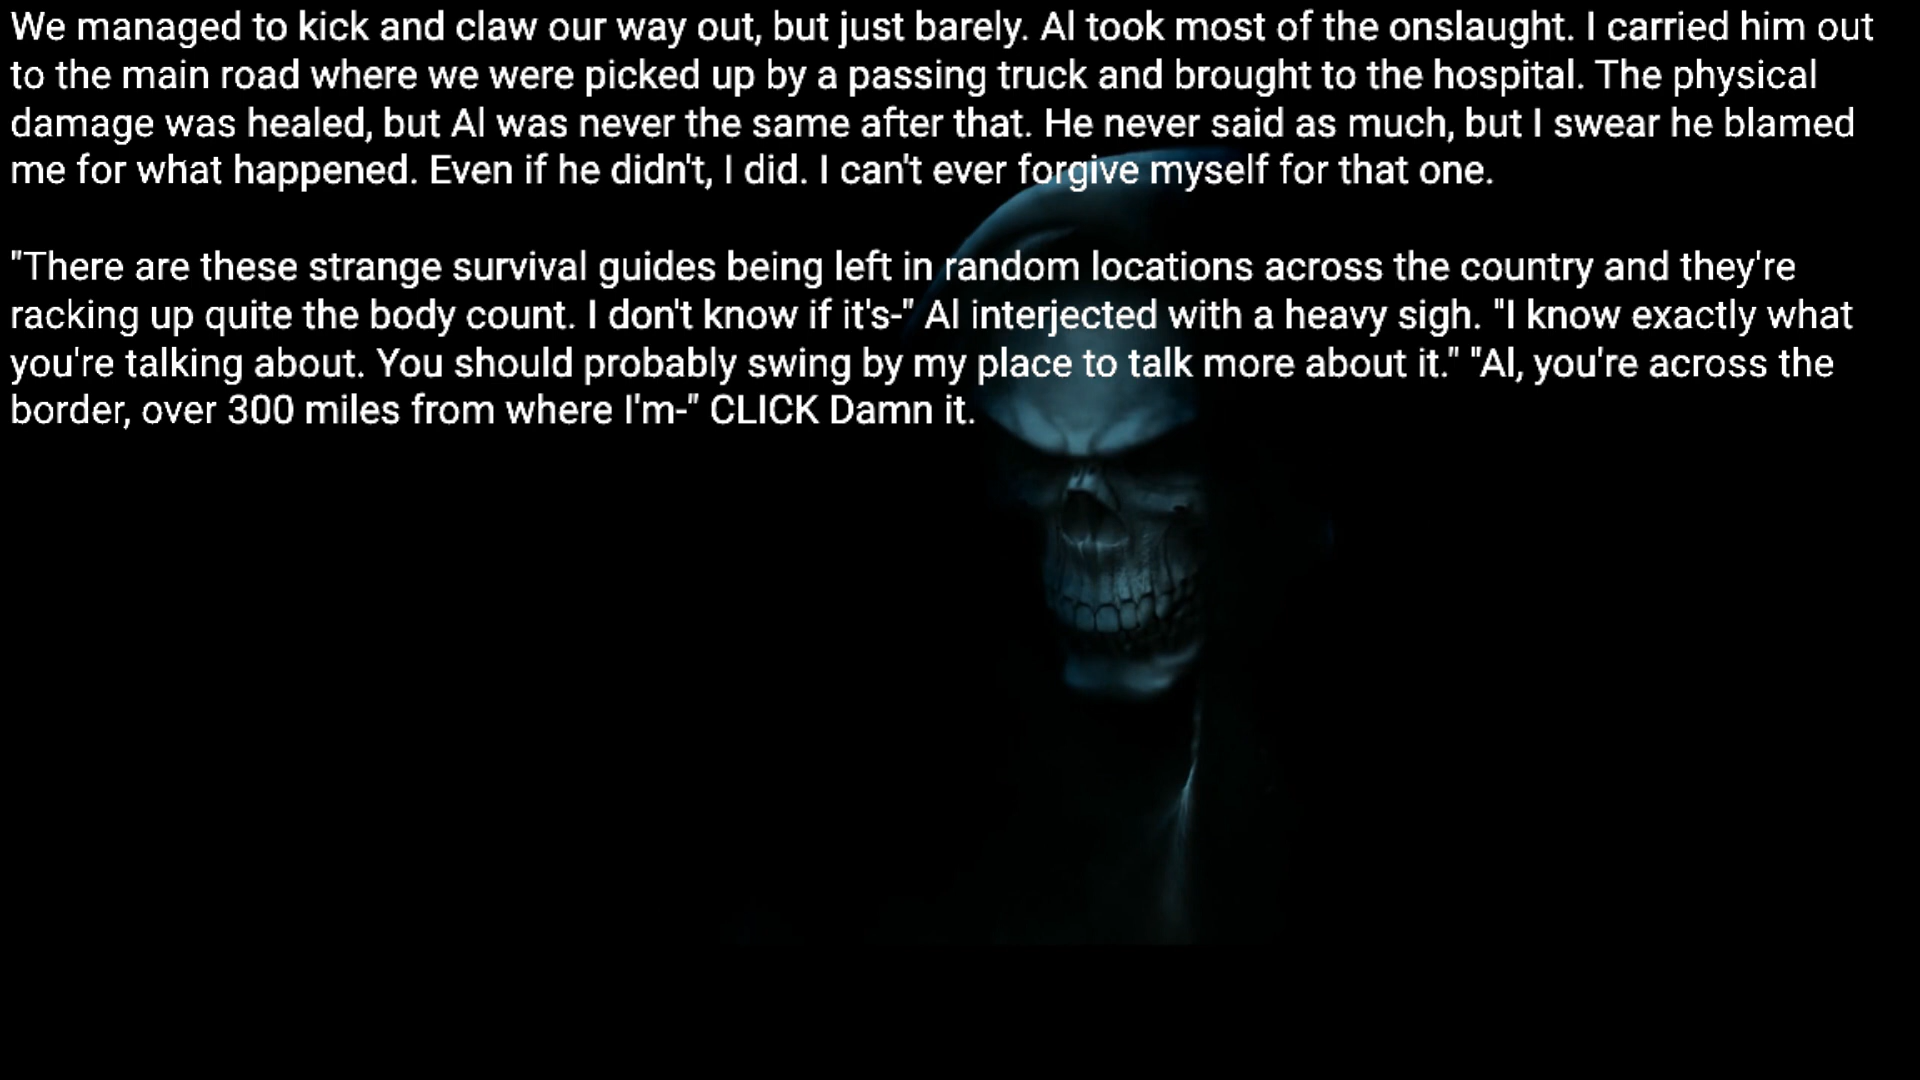 We managed to kick and claw our way out, but just barely. Al took most of the onslaught. I carried him out
to the main road where we were picked up by a passing truck and brought to the hospital. The physical
damage was healed, but Al was never the same after that. He never said as much, but I swear he blamed
me for what happened. Even if he didn't, I did. I can't ever forgive myself for that one.
"There are these strange survival guides being left in random locations across the country and they're
racking up quite the body count. I don't know if it's-" Al interjected with a heavy sigh. "I know exactly what
you're talking about. You should probably swing by my place to talk more about it." "Al, you're across the
border, over 300 miles from where I'm-" CLICK Damn it.